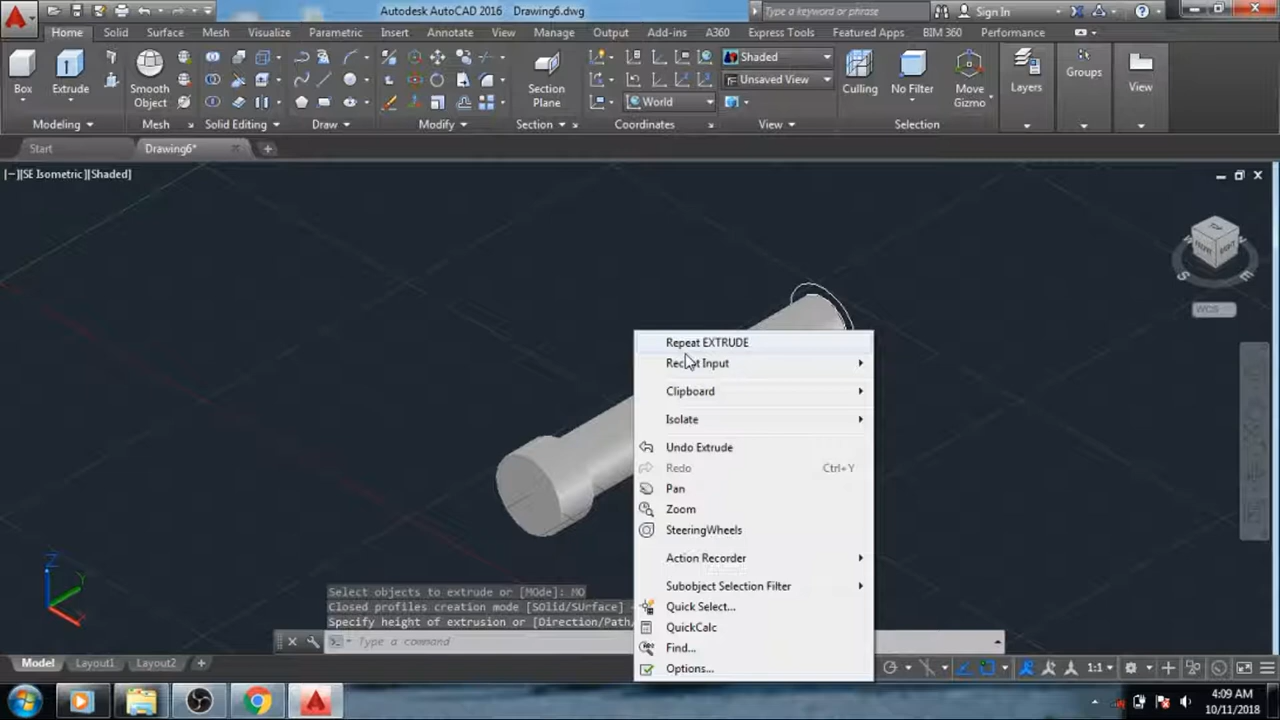 Autodesk AutoCAD 2016 Drawing6.dwg
Type a keyword or phrase
Sign In
Home Solid Surface Mesh Visualize Parametric Insert Annotate View Manage Output Add-ins A360 Express Tools Featured Apps BIM 360 Performance
Box
Extrude
Smooth
Object
Section
Plane
Shaded
Unsaved View
World
Culling
No Filter
Move
Gizmo
Layers
Groups
View
Modeling
Mesh
Solid Editing
Draw
Modify
Section
Coordinates
View
Selection
Start
Drawing6*
[−][SE Isometric][Shaded]
TOP
FRONT
S
E
WCS
Repeat EXTRUDE
Input
Clipboard
Isolate
Undo Extrude
Redo Ctrl+Y
Pan
Zoom
SteeringWheels
Action Recorder
Subobject Selection Filter
Quick Select...
QuickCalc
Find...
Options...
Z
Y
X
Select objects to extrude or [MOde]: MO
Closed profiles creation mode [SOlid/SUrface]
Specify height of extrusion or [Direction/Path/
Type a command
Model Layout1 Layout2
1:1
4:09 AM
10/11/2018